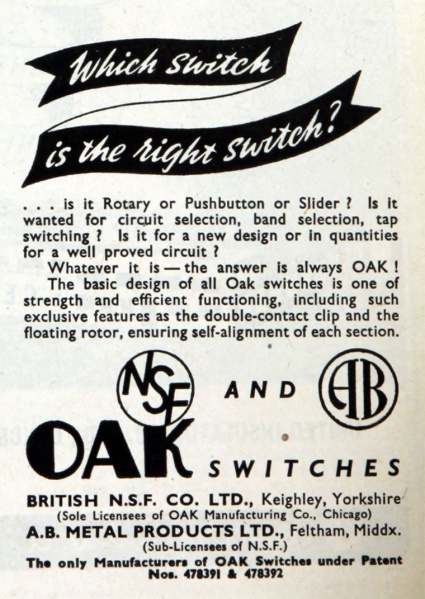 Which switch
is the right switch?
. . . is it Rotary or Pushbutton or Slider ? Is it
wanted for circuit selection, band selection, tap
switching ? Is it for a new design or in quantities
for a well proved circuit ?
Whatever it is — the answer is always OAK !
The basic design of all Oak switches is one of
strength and efficient functioning, including such
exclusive features as the double-contact clip and the
floating rotor, ensuring self-alignment of each section.
NSF AND AB
OAK SWITCHES
BRITISH N.S.F. CO. LTD., Keighley, Yorkshire
(Sole Licensees of OAK Manufacturing Co., Chicago)
A.B. METAL PRODUCTS LTD., Feltham, Middx.
(Sub-Licensees of N.S.F.)
The only Manufacturers of OAK Switches under Patent
Nos. 478391 & 478392